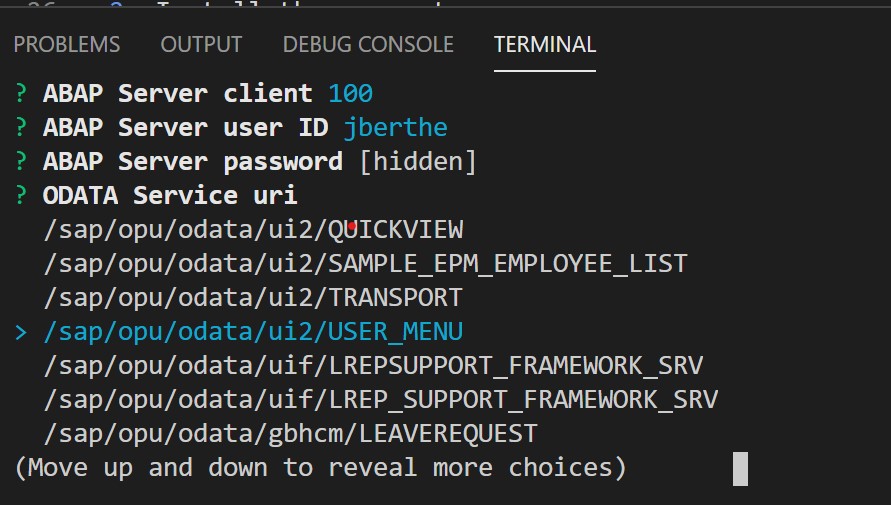 PROBLEMS OUTPUT DEBUG CONSOLE TERMINAL
? ABAP Server client 100
? ABAP Server user ID jberthe
? ABAP Server password [hidden]
? ODATA Service uri
/sap/opu/odata/ui2/QUICKVIEW
/sap/opu/odata/ui2/SAMPLE_EPM_EMPLOYEE_LIST
/sap/opu/odata/ui2/TRANSPORT
> /sap/opu/odata/ui2/USER_MENU
/sap/opu/odata/uif/LREPSUPPORT_FRAMEWORK_SRV
/sap/opu/odata/uif/LREP_SUPPORT_FRAMEWORK_SRV
/sap/opu/odata/gbhcm/LEAVEREQUEST
(Move up and down to reveal more choices)